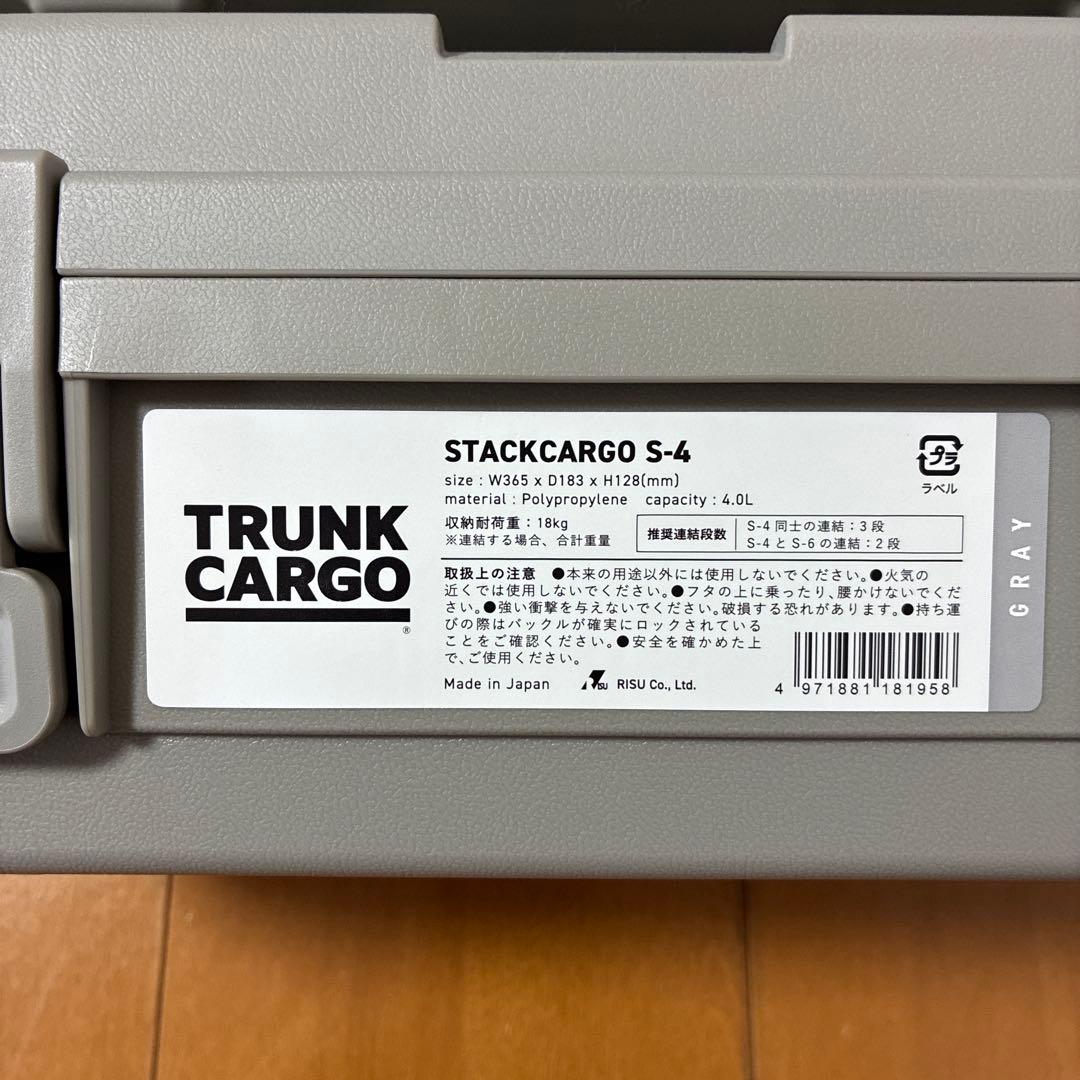 TRUNK
CARGO
®
STACKCARGO S-4
size : W365 x D183 x H128(mm)
material : Polypropylene capacity : 4.0L
収納耐荷重：18kg
※連結する場合、合計重量
推奨連結段数
S-4 同士の連結：3 段
S-4 と S-6 の連結：2 段
取扱上の注意 ●本来の用途以外には使用しないでください。●火気の
近くでは使用しないでください。●フタの上に乗ったり、腰かけないでくだ
さい。●強い衝撃を与えないでください。破損する恐れがあります。●持ち運
びの際はバックルが確実にロックされている
ことをご確認ください。●安全を確かめた上
で、ご使用ください。
Made in Japan RISU RISU Co., Ltd.
プラ
ラベル
4 971881 181958
GRAY